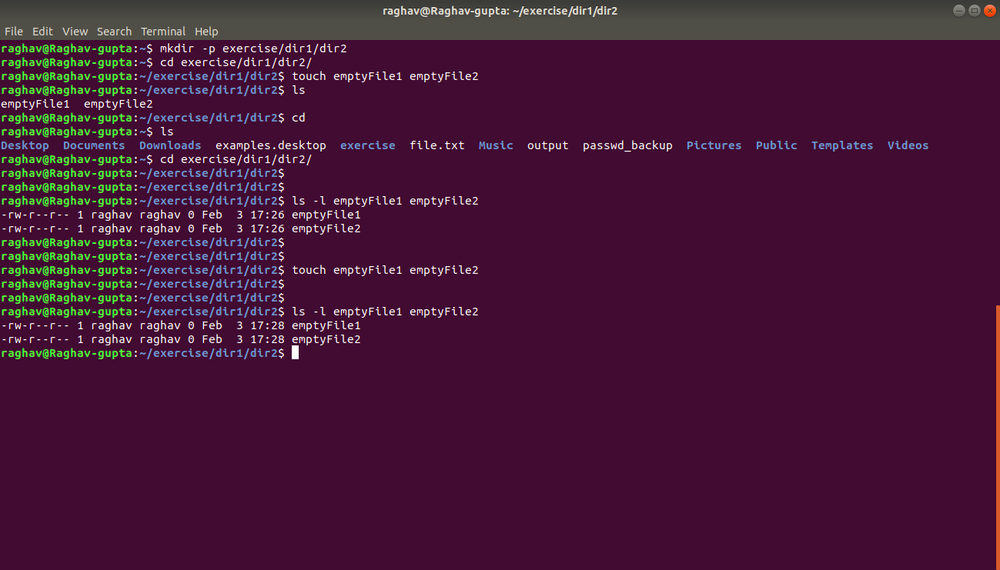 raghav@Raghav-gupta: ~/exercise/dir1/dir2
File Edit View Search Terminal Help
raghav@Raghav-gupta:~$ mkdir -p exercise/dir1/dir2
raghav@Raghav-gupta:~$ cd exercise/dir1/dir2/
raghav@Raghav-gupta:~/exercise/dir1/dir2$ touch emptyFile1 emptyFile2
raghav@Raghav-gupta:~/exercise/dir1/dir2$ ls
emptyFile1  emptyFile2
raghav@Raghav-gupta:~/exercise/dir1/dir2$ cd
raghav@Raghav-gupta:~$ ls
Desktop  Documents  Downloads  examples.desktop  exercise  file.txt  Music  output  passwd_backup  Pictures  Public  Templates  Videos
raghav@Raghav-gupta:~$ cd exercise/dir1/dir2/
raghav@Raghav-gupta:~/exercise/dir1/dir2$
raghav@Raghav-gupta:~/exercise/dir1/dir2$
raghav@Raghav-gupta:~/exercise/dir1/dir2$ ls -l emptyFile1 emptyFile2
-rw-r--r-- 1 raghav raghav 0 Feb  3 17:26 emptyFile1
-rw-r--r-- 1 raghav raghav 0 Feb  3 17:26 emptyFile2
raghav@Raghav-gupta:~/exercise/dir1/dir2$
raghav@Raghav-gupta:~/exercise/dir1/dir2$
raghav@Raghav-gupta:~/exercise/dir1/dir2$ touch emptyFile1 emptyFile2
raghav@Raghav-gupta:~/exercise/dir1/dir2$
raghav@Raghav-gupta:~/exercise/dir1/dir2$
raghav@Raghav-gupta:~/exercise/dir1/dir2$ ls -l emptyFile1 emptyFile2
-rw-r--r-- 1 raghav raghav 0 Feb  3 17:28 emptyFile1
-rw-r--r-- 1 raghav raghav 0 Feb  3 17:28 emptyFile2
raghav@Raghav-gupta:~/exercise/dir1/dir2$